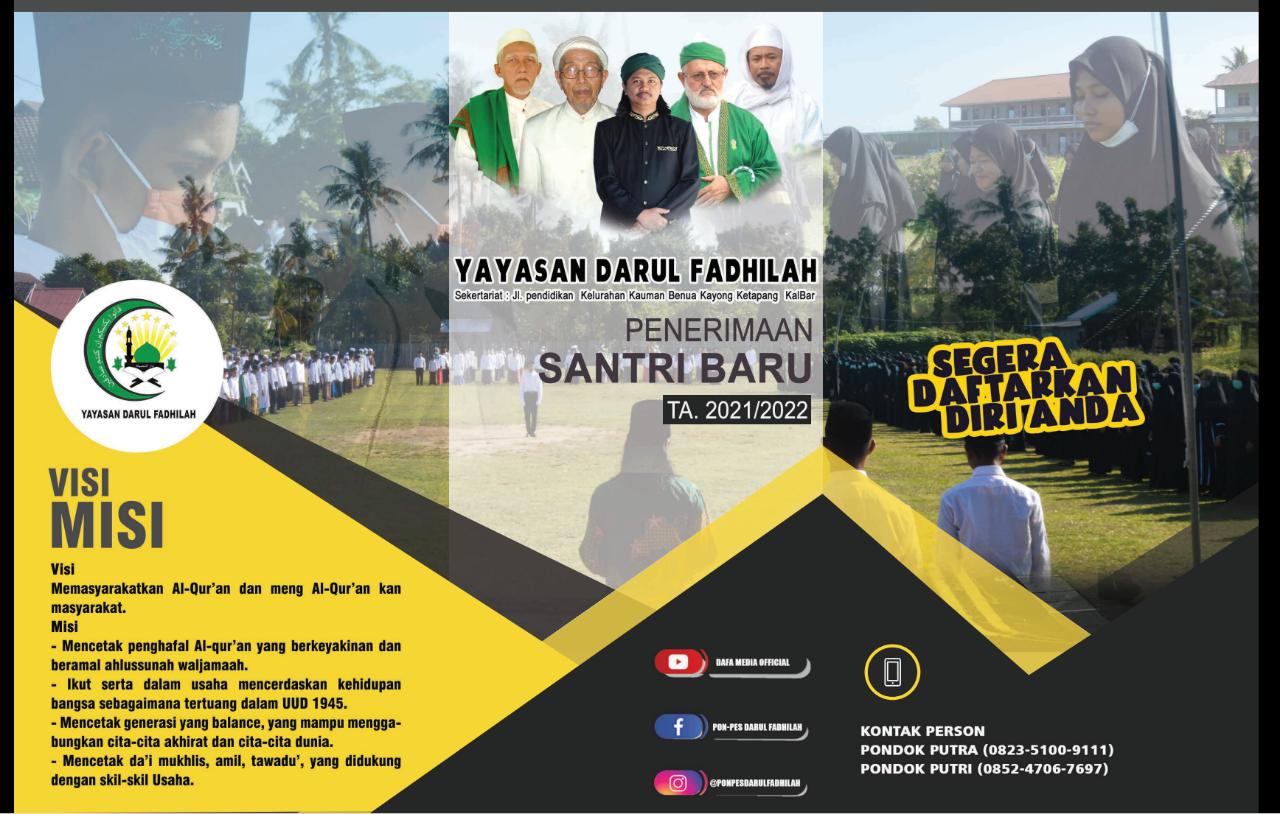 YAYASAN DARUL FADHILAH
VISI
MISI
Visi
Memasyarakatkan Al-Qur'an dan meng Al-Qur'an kan
masyarakat.
Misi
- Mencetak penghafal Al-qur'an yang berkeyakinan dan
beramal ahlussunah waljamaah.
- Ikut serta dalam usaha mencerdaskan kehidupan
bangsa sebagaimana tertuang dalam UUD 1945.
- Mencetak generasi yang balance, yang mampu mengga-
bungkan cita-cita akhirat dan cita-cita dunia.
- Mencetak da'i mukhlis, amil, tawadu', yang didukung
dengan skil-skil Usaha.
YAYASAN DARUL FADHILAH
Sekertariat : Jl. pendidikan Kelurahan Kauman Benua Kayong Ketapang KalBar
PENERIMAAN
SANTRI BARU
TA. 2021/2022
DAFA MEDIA OFFICIAL
PON-PES DARUL FADHILAH
@PONPESDARULFADHILAH
SEGERA
DAFTARKAN
DIRI ANDA
KONTAK PERSON
PONDOK PUTRA (0823-5100-9111)
PONDOK PUTRI (0852-4706-7697)